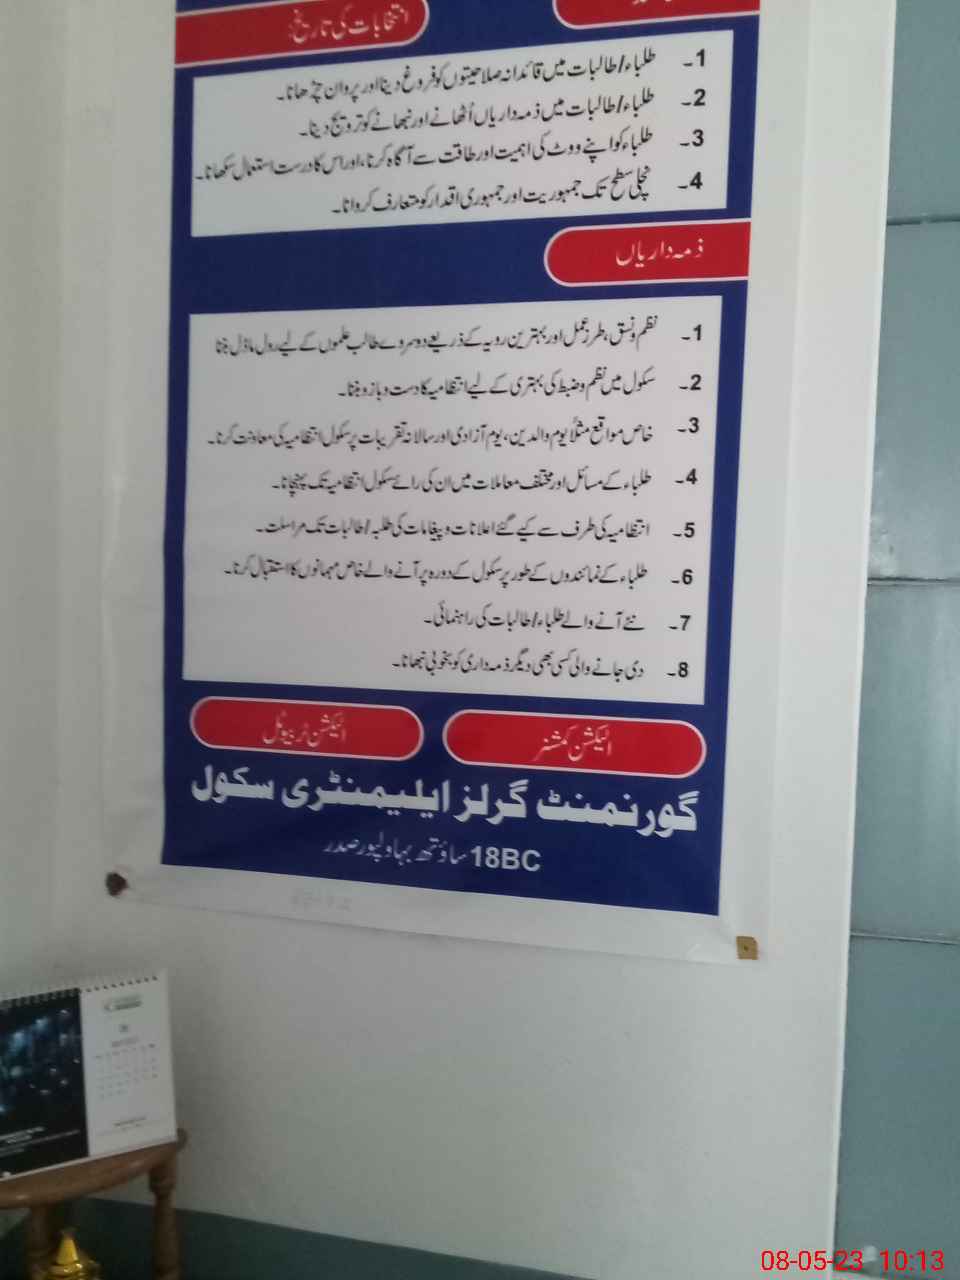 انتخابات کی تاریخ:
1۔ طلباء/طالبات میں قائدانہ صلاحیتوں کو فروغ دینا اور پروان چڑھانا۔
2۔ طلباء/طالبات میں ذمہ داریاں اُٹھانے اور نبھانے کو ترویج دینا۔
3۔ طلباء کو اپنے ووٹ کی اہمیت اور طاقت سے آگاہ کرنا، اور اس کا درست استعمال سکھانا۔
4۔ نچلی سطح تک جمہوریت اور جمہوری اقدار کو متعارف کروانا۔
ذمہ داریاں
1۔ نظم و نسق، طرز عمل اور بہترین رویہ کے ذریعے دوسروے طالب علموں کے لیے رول ماڈل بننا
2۔ سکول میں نظم و ضبط کی بہتری کے لیے انتظامیہ کا دست و بازو بننا۔
3۔ خاص مواقع مثلاً یوم والدین، یوم آزادی اور سالانہ تقریبات پر سکول انتظامیہ کی معاونت کرنا۔
4۔ طلباء کے مسائل اور مختلف معاملات میں ان کی رائے سکول انتظامیہ تک پہنچانا۔
5۔ انتظامیہ کی طرف سے کیے گئے اعلانات و پیغامات کی طلبہ/طالبات تک مراسلت۔
6۔ طلباء کے نمائندوں کے طور پر سکول کے دورہ پر آنے والے خاص مہمانوں کا استقبال کرنا۔
7۔ نئے آنے والے طلباء/طالبات کی راہنمائی۔
8۔ دی جانے والی کسی بھی دیگر ذمہ داری کو بخوبی نبھانا۔
الیکشن کمشنر
الیکشن ٹربیونل
گورنمنٹ گرلز ایلیمنٹری سکول
18BC ساؤتھ بہاولپور صدر
08-05-23 10:13